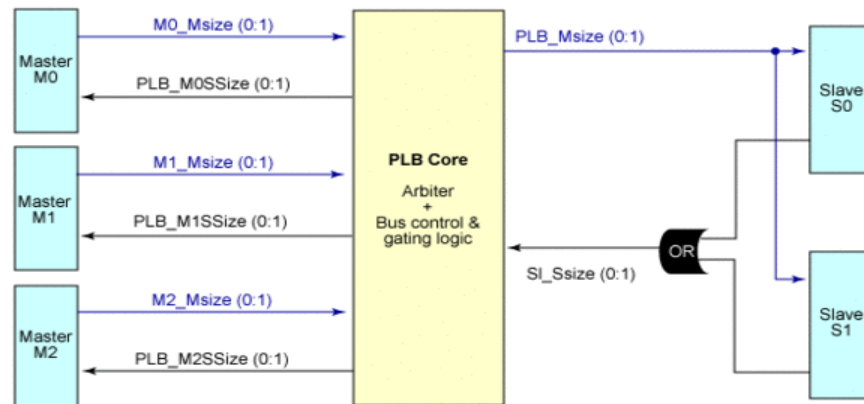 M0_Msize (0:1)
Master
M0
PLB_M0SSize (0:1)
M1_Msize (0:1)
Master
M1
PLB_M1SSize (0:1)
M2_Msize (0:1)
Master
M2
PLB_M2SSize (0:1)
PLB Core
Arbiter
+
Bus control &
gating logic
PLB_Msize (0:1)
Slave
S0
OR
SI_Ssize (0:1)
Slave
S1